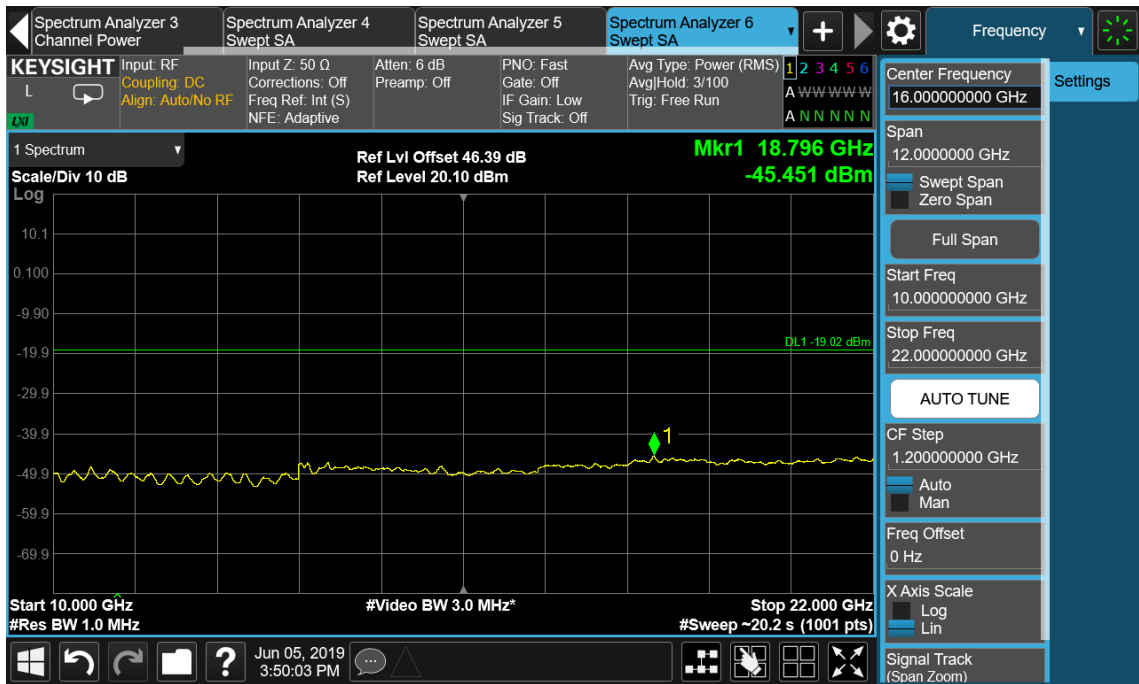 Spectrum Analyzer 3
Channel Power
Spectrum Analyzer 4
Swept SA
Spectrum Analyzer 5
Swept SA
Spectrum Analyzer 6
Swept SA
Frequency
KEYSIGHT
L
LXI
Input: RF
Coupling: DC
Align: Auto/No RF
Input Z: 50 Ω
Corrections: Off
Freq Ref: Int (S)
NFE: Adaptive
Atten: 6 dB
Preamp: Off
PNO: Fast
Gate: Off
IF Gain: Low
Sig Track: Off
Avg Type: Power (RMS)
Avg|Hold: 3/100
Trig: Free Run
1 2 3 4 5 6
A W W W W W
A N N N N N
1 Spectrum
Scale/Div 10 dB
Log
Ref Lvl Offset 46.39 dB
Ref Level 20.10 dBm
Mkr1 18.796 GHz
-45.451 dBm
10.1
0.100
-9.90
DL1 -19.02 dBm
-19.9
-29.9
-39.9
1
-49.9
-59.9
-69.9
Start 10.000 GHz
#Res BW 1.0 MHz
#Video BW 3.0 MHz*
Stop 22.000 GHz
#Sweep ~20.2 s (1001 pts)
Center Frequency
16.000000000 GHz
Settings
Span
12.0000000 GHz
Swept Span
Zero Span
Full Span
Start Freq
10.000000000 GHz
Stop Freq
22.000000000 GHz
AUTO TUNE
CF Step
1.200000000 GHz
Auto
Man
Freq Offset
0 Hz
X Axis Scale
Log
Lin
Signal Track
(Span Zoom)
?
Jun 05, 2019
3:50:03 PM